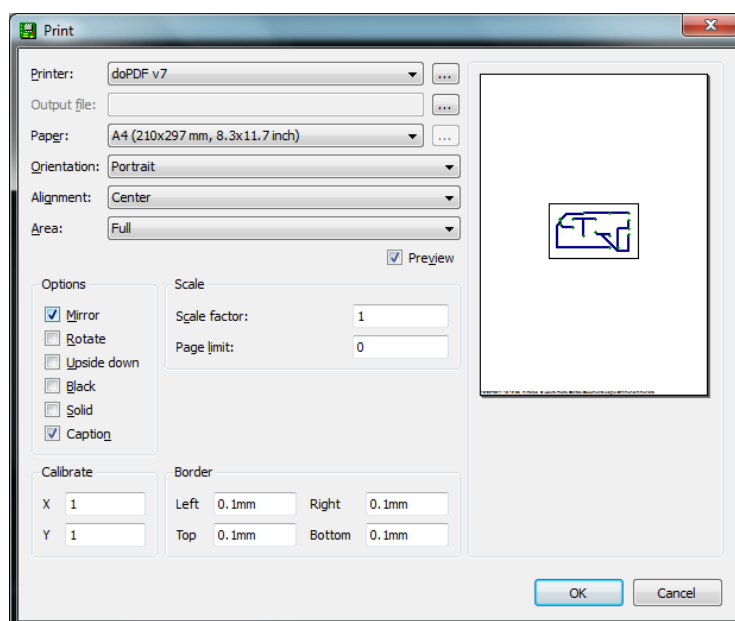 Print
Printer: doPDF v7 ...
Output file: ...
Paper: A4 (210x297 mm, 8.3x11.7 inch) ...
Orientation: Portrait
Alignment: Center
Area: Full
Preview
Options
Mirror
Rotate
Upside down
Black
Solid
Caption
Scale
Scale factor: 1
Page limit: 0
Calibrate
X 1
Y 1
Border
Left 0.1mm Right 0.1mm
Top 0.1mm Bottom 0.1mm
OK Cancel